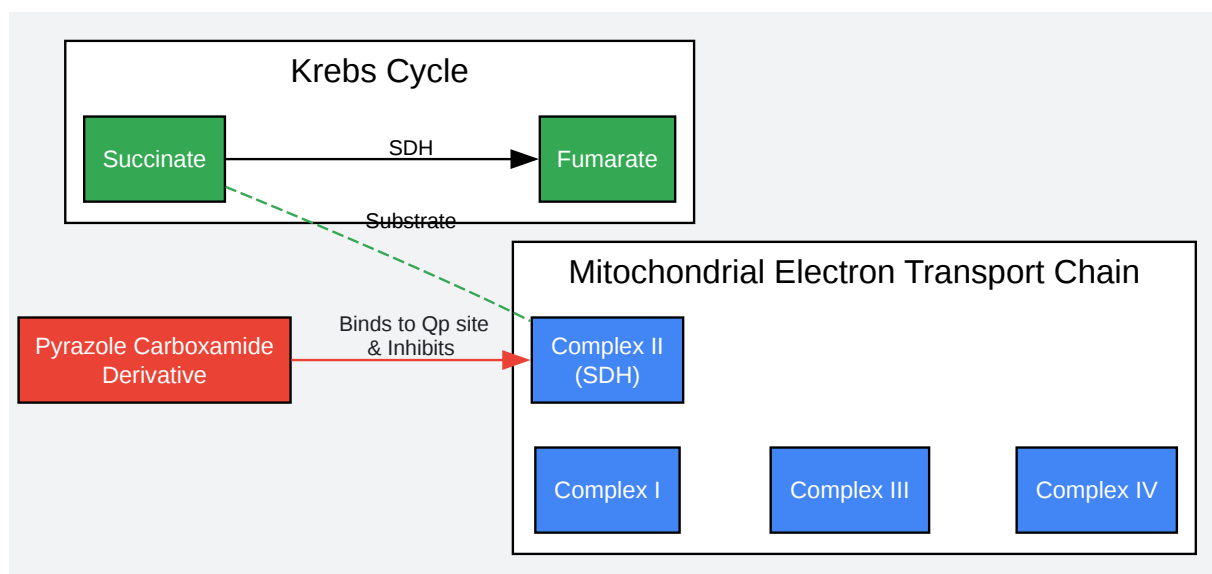 Krebs Cycle
Succinate
SDH
Fumarate
Substrate
Mitochondrial Electron Transport Chain
Pyrazole Carboxamide
Derivative
Binds to Qp site
& Inhibits
Complex II
(SDH)
Complex I
Complex III
Complex IV